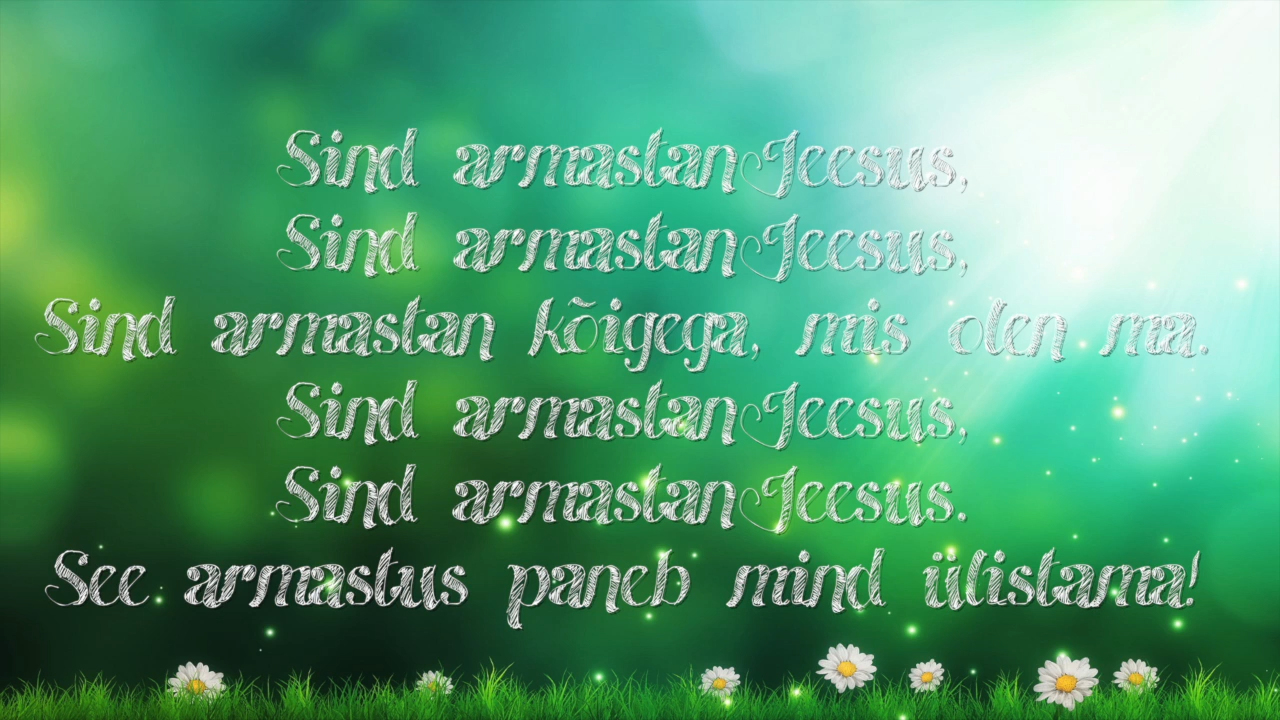 Sind armastan Jeesus,
Sind armastan Jeesus,
Sind armastan kõigega, mis olen ma.
Sind armastan Jeesus,
Sind armastan Jeesus.
See armastus paneb mind ülistama!